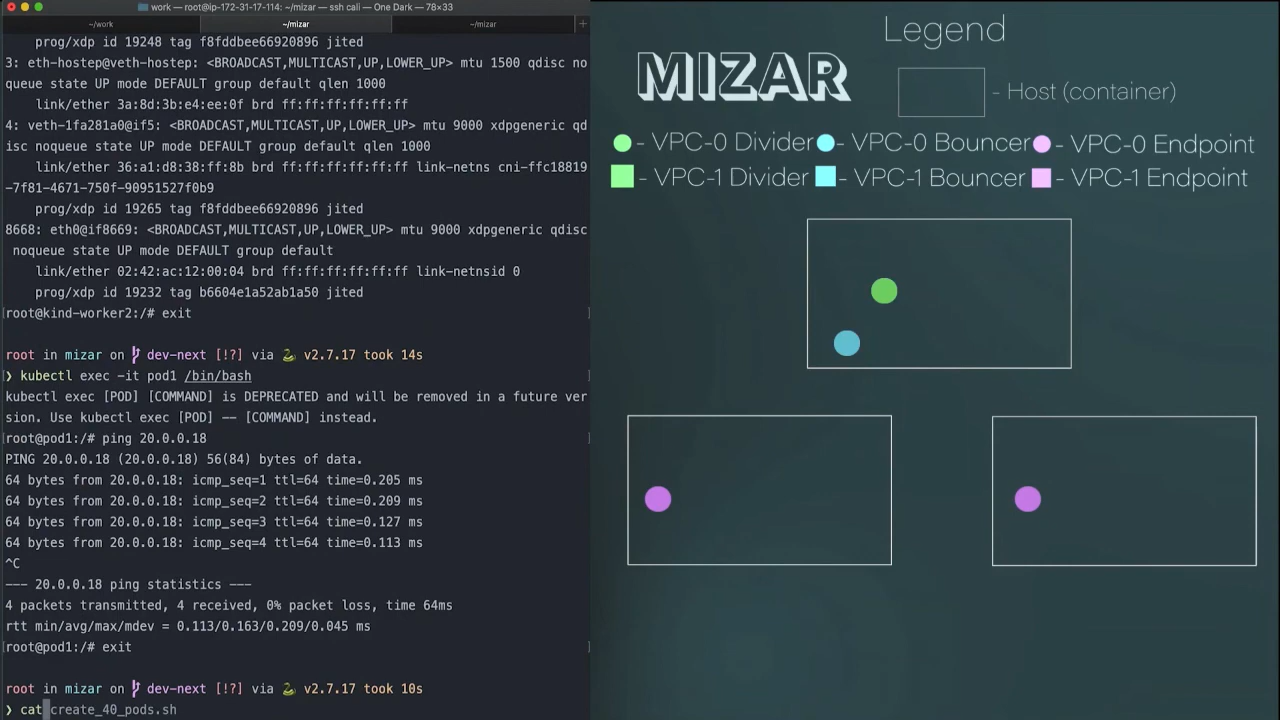 work — root@ip-172-31-17-114: ~/mizar — ssh cali — One Dark — 78×33
~/work
~/mizar
~/mizar
+
prog/xdp id 19248 tag f8fddbee66920896 jited
3: eth-hostep@veth-hostep: <BROADCAST,MULTICAST,UP,LOWER_UP> mtu 1500 qdisc no
queue state UP mode DEFAULT group default qlen 1000
link/ether 3a:8d:3b:e4:ee:0f brd ff:ff:ff:ff:ff:ff
4: veth-1fa281a0@if5: <BROADCAST,MULTICAST,UP,LOWER_UP> mtu 9000 xdpgeneric qd
isc noqueue state UP mode DEFAULT group default qlen 1000
link/ether 36:a1:d8:38:ff:8b brd ff:ff:ff:ff:ff:ff link-netns cni-ffc18819
-7f81-4671-750f-90951527f0b9
prog/xdp id 19265 tag f8fddbee66920896 jited
8668: eth0@if8669: <BROADCAST,MULTICAST,UP,LOWER_UP> mtu 9000 xdpgeneric qdisc
noqueue state UP mode DEFAULT group default
link/ether 02:42:ac:12:00:04 brd ff:ff:ff:ff:ff:ff link-netnsid 0
prog/xdp id 19232 tag b6604e1a52ab1a50 jited
[root@kind-worker2:/# exit
root in mizar on dev-next [!?] via v2.7.17 took 14s
❯ kubectl exec -it pod1 /bin/bash
kubectl exec [POD] [COMMAND] is DEPRECATED and will be removed in a future ver
sion. Use kubectl exec [POD] -- [COMMAND] instead.
[root@pod1:/# ping 20.0.0.18
PING 20.0.0.18 (20.0.0.18) 56(84) bytes of data.
64 bytes from 20.0.0.18: icmp_seq=1 ttl=64 time=0.205 ms
64 bytes from 20.0.0.18: icmp_seq=2 ttl=64 time=0.209 ms
64 bytes from 20.0.0.18: icmp_seq=3 ttl=64 time=0.127 ms
64 bytes from 20.0.0.18: icmp_seq=4 ttl=64 time=0.113 ms
^C
--- 20.0.0.18 ping statistics ---
4 packets transmitted, 4 received, 0% packet loss, time 64ms
rtt min/avg/max/mdev = 0.113/0.163/0.209/0.045 ms
[root@pod1:/# exit
root in mizar on dev-next [!?] via v2.7.17 took 10s
❯ cat create_40_pods.sh
Legend
MIZAR
- Host (container)
- VPC-0 Divider - VPC-0 Bouncer - VPC-0 Endpoint
- VPC-1 Divider - VPC-1 Bouncer - VPC-1 Endpoint